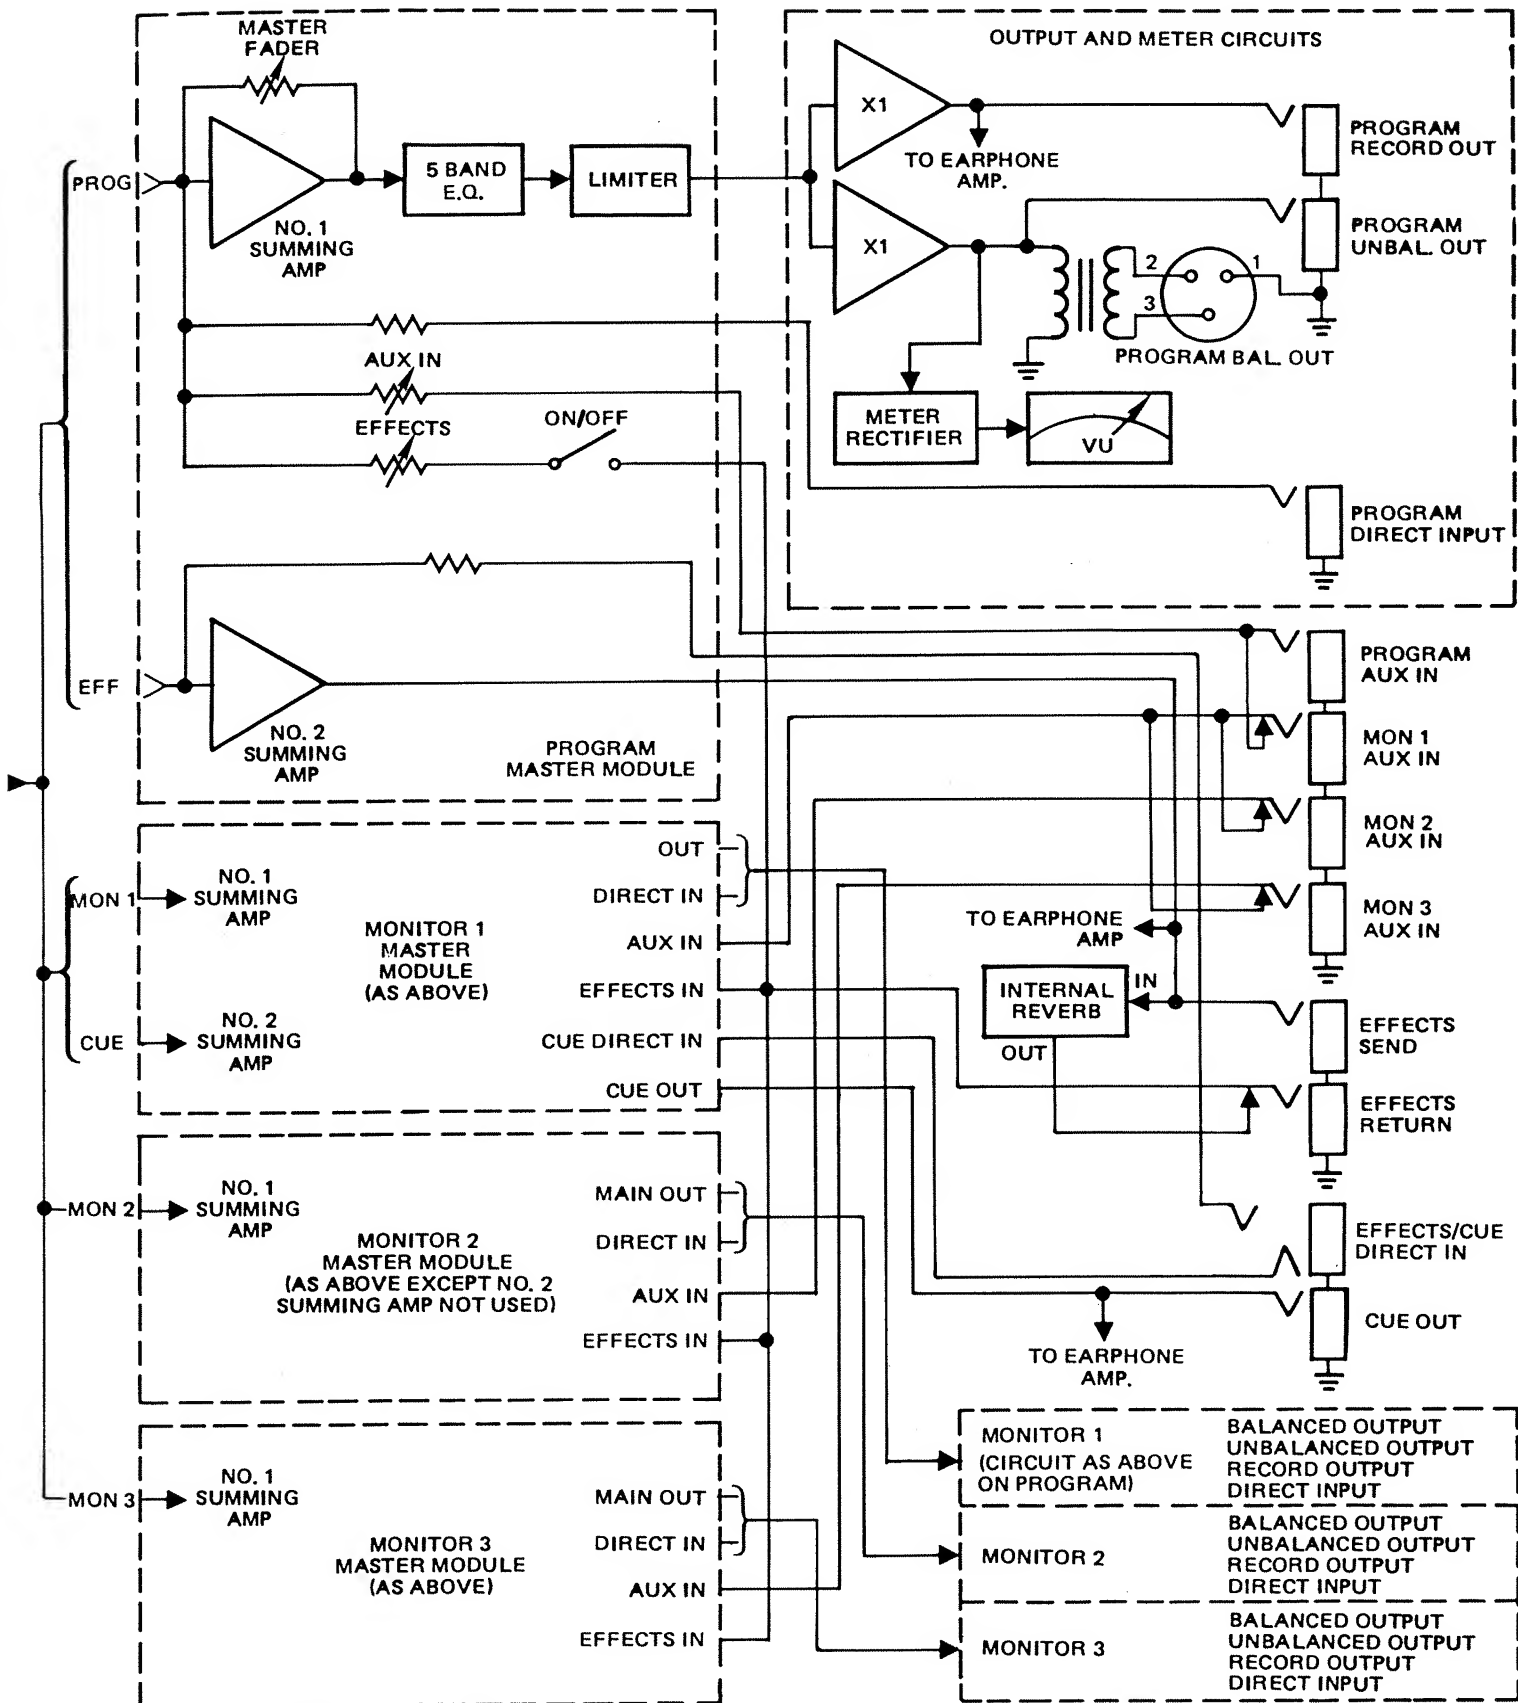 MASTER
FADER
PROG
NO. 1
SUMMING
AMP
5 BAND
E.Q.
LIMITER
AUX IN
EFFECTS
ON/OFF
EFF
NO. 2
SUMMING
AMP
PROGRAM
MASTER MODULE
OUTPUT AND METER CIRCUITS
X1
TO EARPHONE
AMP.
PROGRAM
RECORD OUT
X1
PROGRAM
UNBAL. OUT
2
1
3
PROGRAM BAL. OUT
METER
RECTIFIER
VU
PROGRAM
DIRECT INPUT
PROGRAM
AUX IN
MON 1
AUX IN
MON 2
AUX IN
MON 3
AUX IN
TO EARPHONE
AMP
INTERNAL
REVERB
IN
OUT
EFFECTS
SEND
EFFECTS
RETURN
EFFECTS/CUE
DIRECT IN
CUE OUT
TO EARPHONE
AMP.
MON 1
NO. 1
SUMMING
AMP
CUE
NO. 2
SUMMING
AMP
MONITOR 1
MASTER
MODULE
(AS ABOVE)
OUT
DIRECT IN
AUX IN
EFFECTS IN
CUE DIRECT IN
CUE OUT
MON 2
NO. 1
SUMMING
AMP
MONITOR 2
MASTER MODULE
(AS ABOVE EXCEPT NO. 2
SUMMING AMP NOT USED)
MAIN OUT
DIRECT IN
AUX IN
EFFECTS IN
MON 3
NO. 1
SUMMING
AMP
MONITOR 3
MASTER MODULE
(AS ABOVE)
MAIN OUT
DIRECT IN
AUX IN
EFFECTS IN
MONITOR 1
(CIRCUIT AS ABOVE
ON PROGRAM)
BALANCED OUTPUT
UNBALANCED OUTPUT
RECORD OUTPUT
DIRECT INPUT
MONITOR 2
BALANCED OUTPUT
UNBALANCED OUTPUT
RECORD OUTPUT
DIRECT INPUT
MONITOR 3
BALANCED OUTPUT
UNBALANCED OUTPUT
RECORD OUTPUT
DIRECT INPUT